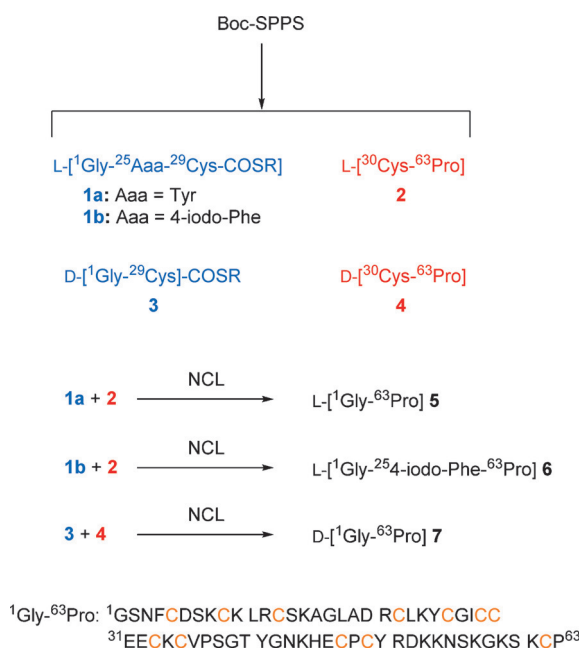 Boc-SPPS
L-[¹Gly-²⁵Aaa-²⁹Cys-COSR]
1a: Aaa = Tyr
1b: Aaa = 4-iodo-Phe
L-[³⁰Cys-⁶³Pro]
2
D-[¹Gly-²⁹Cys]-COSR
3
D-[³⁰Cys-⁶³Pro]
4
1a + 2 NCL L-[¹Gly-⁶³Pro] 5
1b + 2 NCL L-[¹Gly-²⁵4-iodo-Phe-⁶³Pro] 6
3 + 4 NCL D-[¹Gly-⁶³Pro] 7
¹Gly-⁶³Pro: ¹GSNFCDSKCK LRCSKAGLAD RCLKYCGICC
³¹EECKCVPSGT YGNKHECPCY RDKKNSKGKS KCP⁶³